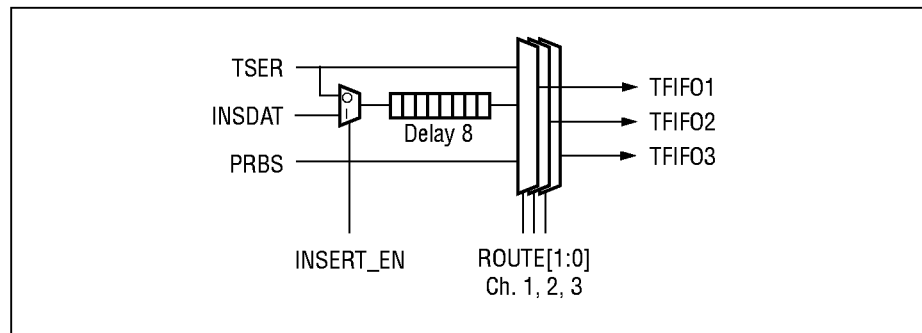 TSER
INSDAT
PRBS
0
1
Delay 8
TFIFO1
TFIFO2
TFIFO3
INSERT_EN
ROUTE[1:0]
Ch. 1, 2, 3